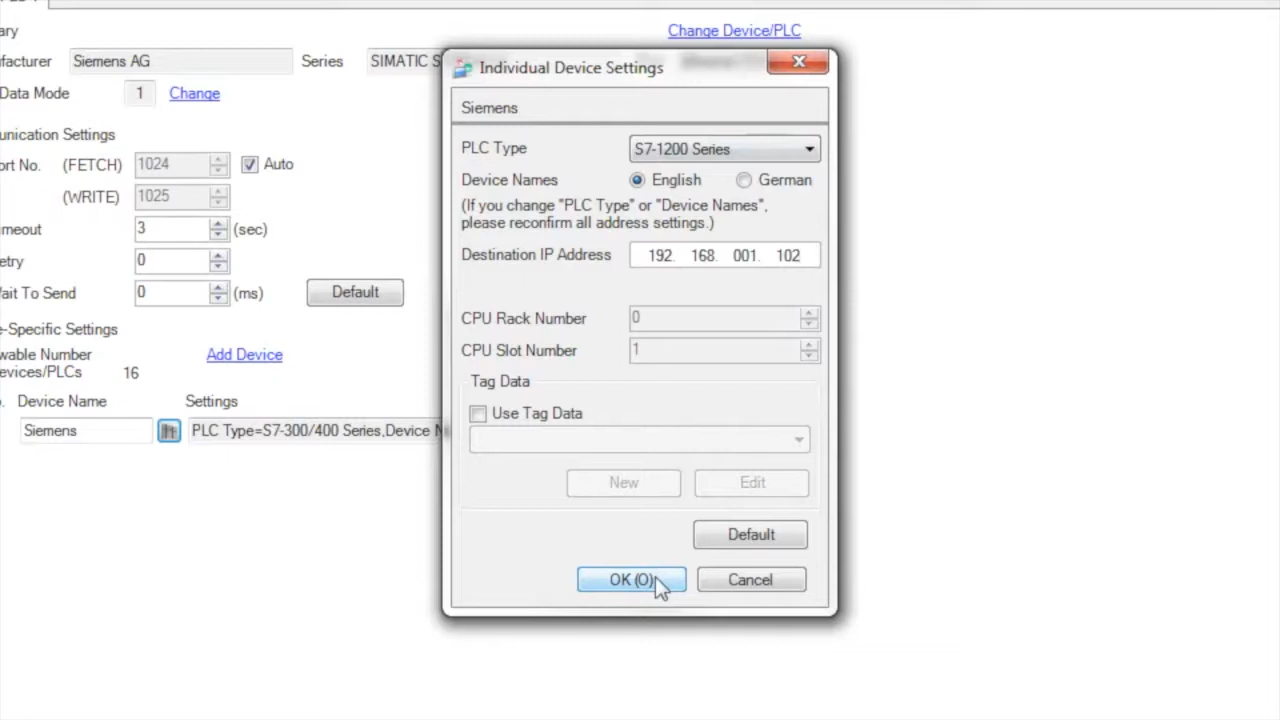 ary
Change Device/PLC
ufacturer Siemens AG Series SIMATIC S
Data Mode 1 Change
unication Settings
ort No. (FETCH) 1024 Auto
(WRITE) 1025
imeout 3 (sec)
etry 0
Wait To Send 0 (ms) Default
e-Specific Settings
wable Number
evices/PLCs 16 Add Device
Device Name Settings
Siemens PLC Type=S7-300/400 Series,Device N
Individual Device Settings
Siemens
PLC Type S7-1200 Series
Device Names English German
(If you change "PLC Type" or "Device Names",
please reconfirm all address settings.)
Destination IP Address 192. 168. 001. 102
CPU Rack Number 0
CPU Slot Number 1
Tag Data
Use Tag Data
New Edit
Default
OK (O) Cancel